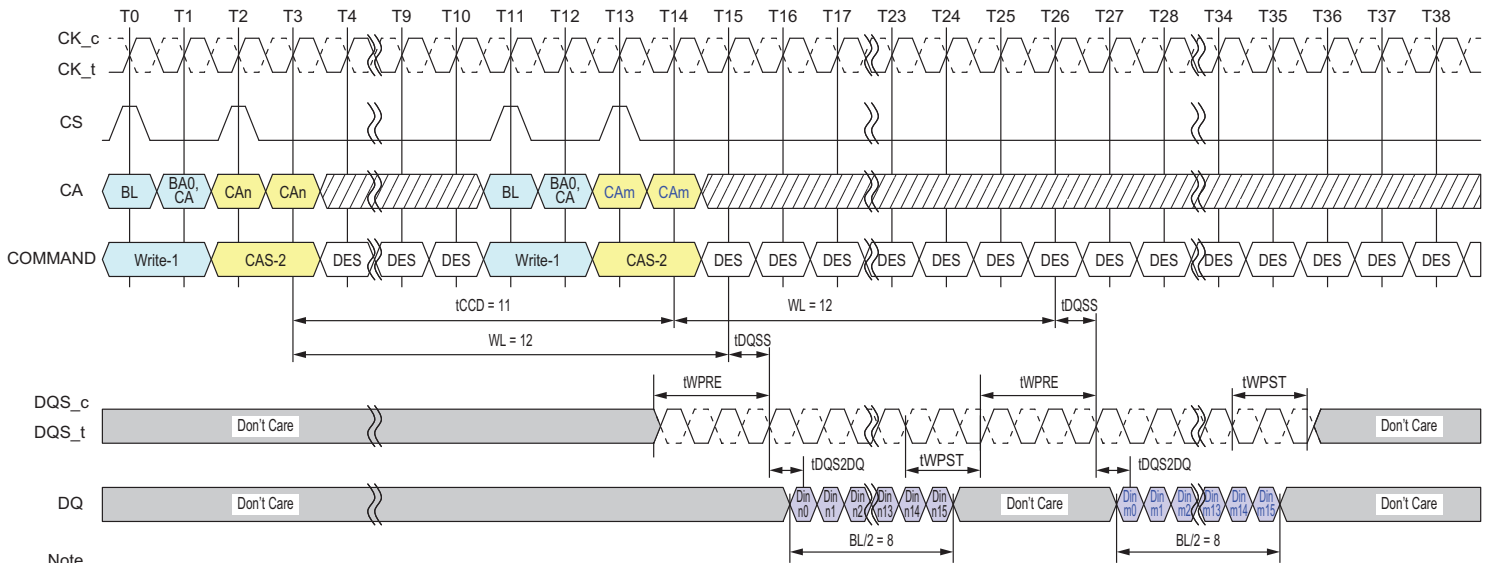 T0 T1 T2 T3 T4 T9 T10 T11 T12 T13 T14 T15 T16 T17 T23 T24 T25 T26 T27 T28 T34 T35 T36 T37 T38
CK_c
CK_t
CS
CA BL BA0, CA CAn CAn BL BA0, CA CAm CAm
COMMAND Write-1 CAS-2 DES DES DES Write-1 CAS-2 DES DES DES DES DES DES DES DES DES DES DES DES DES DES
tCCD = 11 WL = 12 tDQSS
WL = 12 tDQSS
tWPRE tWPRE tWPST
DQS_c
DQS_t Don't Care Don't Care
tDQS2DQ tWPST tDQS2DQ
DQ Don't Care Din n0 Din n1 Din n2 Din n13 Din n14 Din n15 Don't Care Din m0 Din m1 Din m2 Din m13 Din m14 Din m15 Don't Care
BL/2 = 8 BL/2 = 8
Note